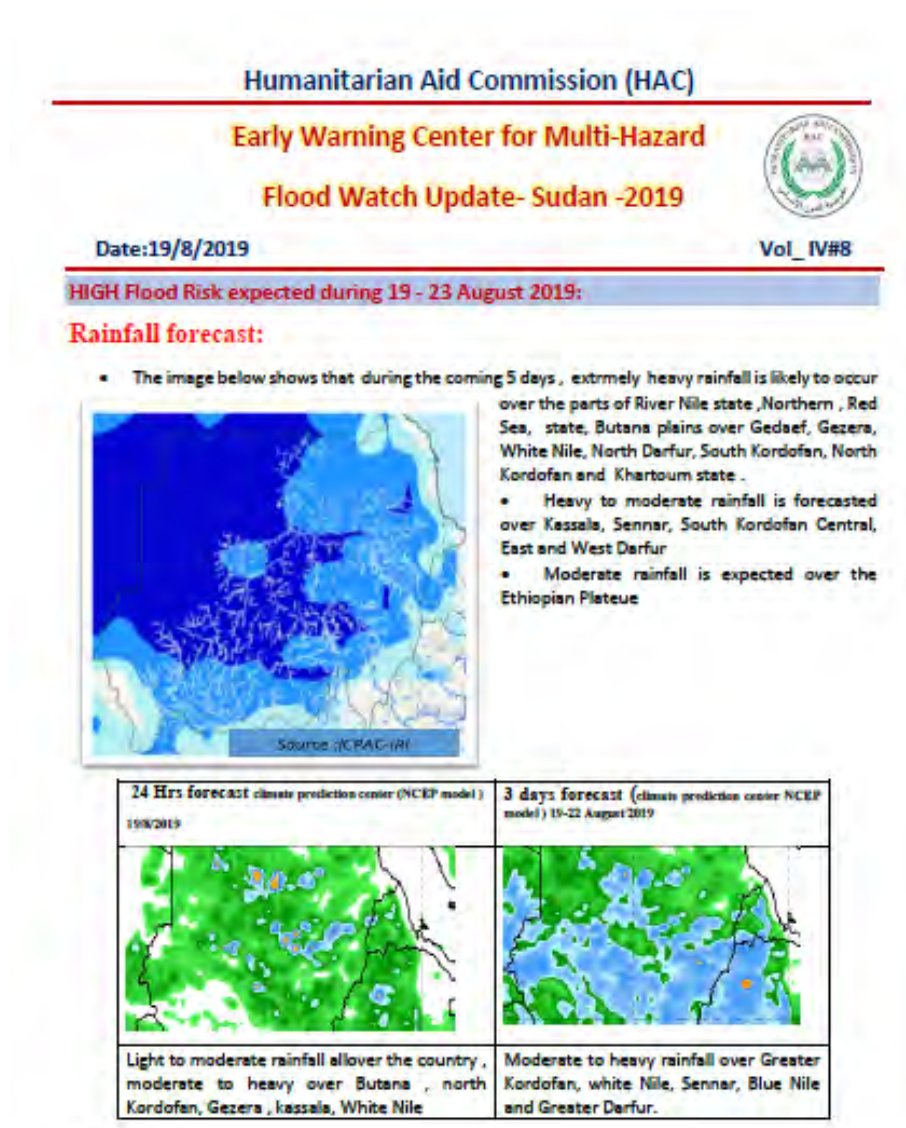 Humanitarian Aid Commission (HAC)
Early Warning Center for Multi-Hazard
Flood Watch Update- Sudan -2019
HAC
Date:19/8/2019
Vol_ IV#8
HIGH Flood Risk expected during 19 - 23 August 2019:
Rainfall forecast:
• The image below shows that during the coming 5 days , extrmely heavy rainfall is likely to occur
over the parts of River Nile state ,Northern , Red
Sea, state, Butana plains over Gedaef, Gezera,
White Nile, North Darfur, South Kordofan, North
Kordofan and Khartoum state .
• Heavy to moderate rainfall is forecasted
over Kassala, Sennar, South Kordofan Central,
East and West Darfur
• Moderate rainfall is expected over the
Ethiopian Plateue
Source :ICPAC-IRI
24 Hrs forecast climate prediction center (NCEP model )
19/8/2019
3 days forecast (climate prediction center NCEP
model ) 19-22 August 2019
Light to moderate rainfall allover the country ,
moderate to heavy over Butana , north
Kordofan, Gezera , kassala, White Nile
Moderate to heavy rainfall over Greater
Kordofan, white Nile, Sennar, Blue Nile
and Greater Darfur.